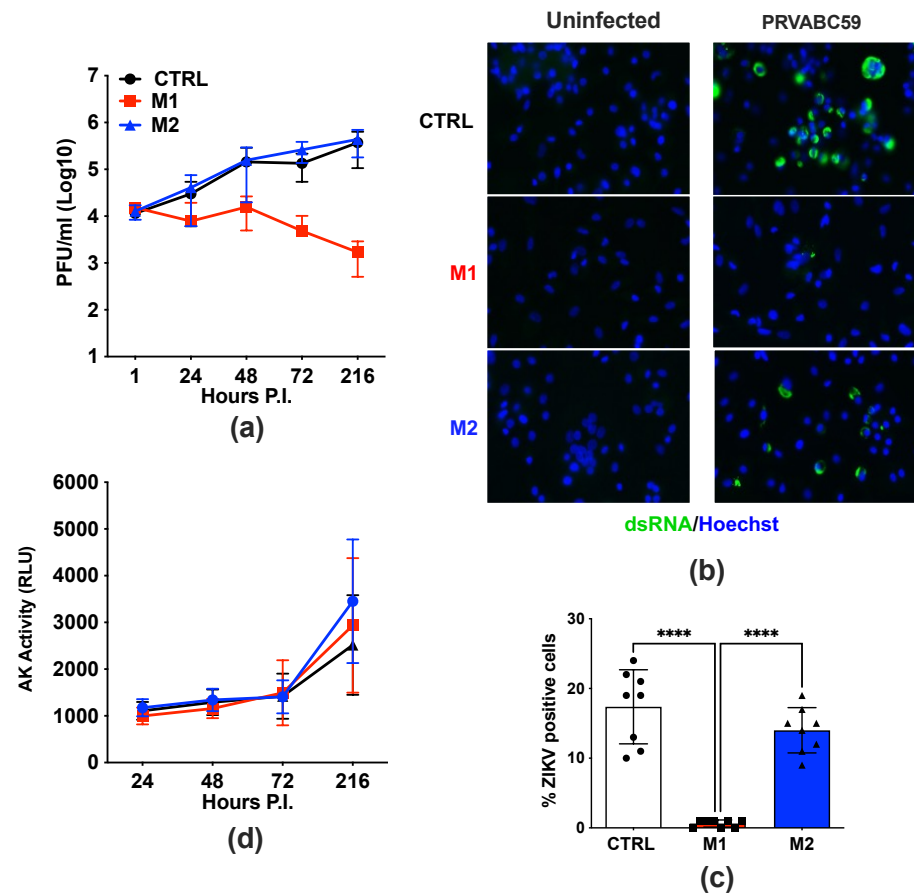 Uninfected
PRVABC59
7
6
5
4
3
2
1
CTRL
M1
M2
PFU/ml (Log10)
1 24 48 72 216
Hours P.I.
(a)
CTRL
M1
M2
dsRNA/Hoechst
(b)
6000
5000
4000
3000
2000
1000
0
AK Activity (RLU)
24 48 72 216
Hours P.I.
(d)
30
20
10
0
% ZIKV positive cells
**** ****
CTRL M1 M2
(c)